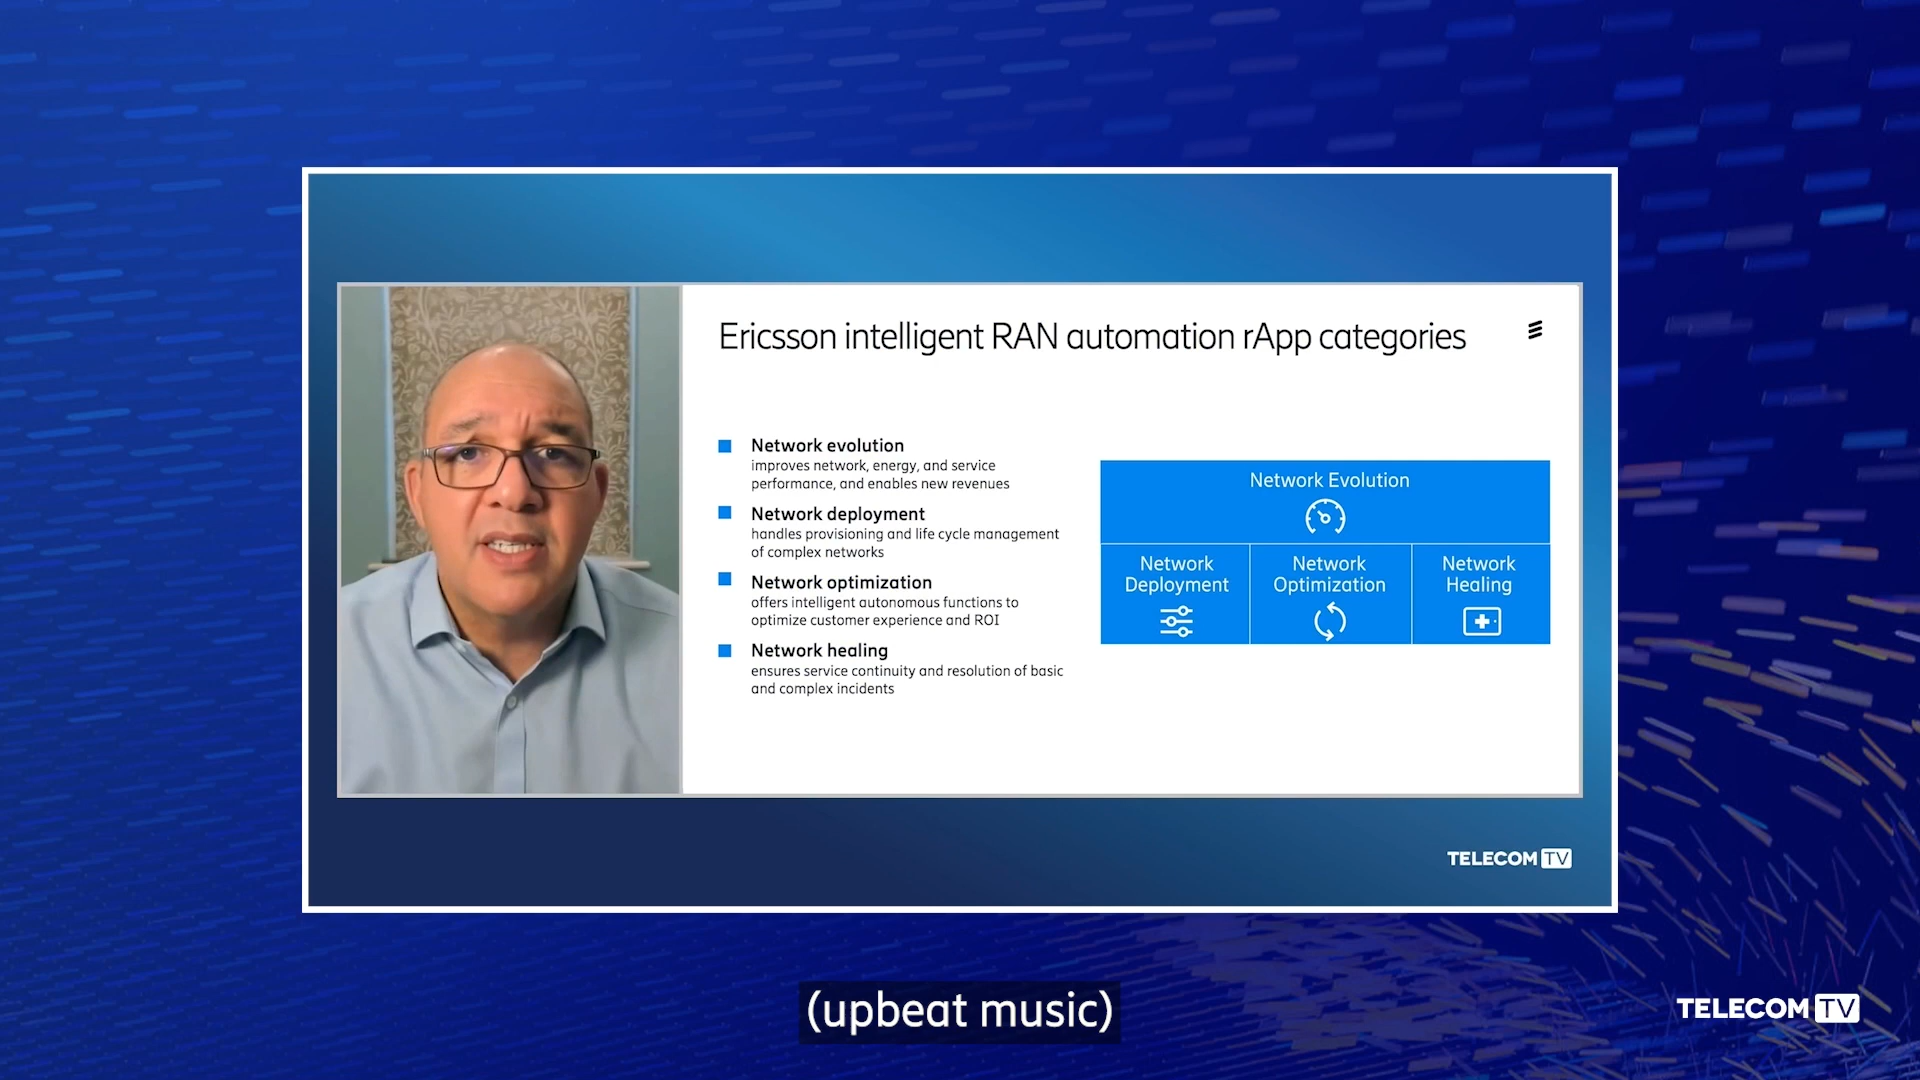 Ericsson intelligent RAN automation rApp categories
Network evolution
improves network, energy, and service
performance, and enables new revenues
Network deployment
handles provisioning and life cycle management
of complex networks
Network optimization
offers intelligent autonomous functions to
optimize customer experience and ROI
Network healing
ensures service continuity and resolution of basic
and complex incidents
Network Evolution
Network
Deployment
Network
Optimization
Network
Healing
TELECOM TV
(upbeat music)
TELECOM TV